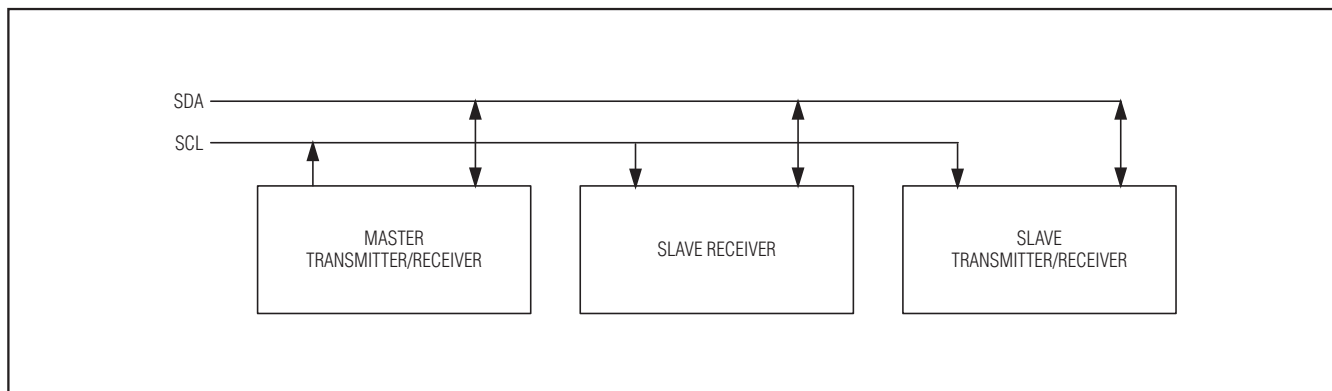 SDA
SCL
MASTER
TRANSMITTER/RECEIVER
SLAVE RECEIVER
SLAVE
TRANSMITTER/RECEIVER